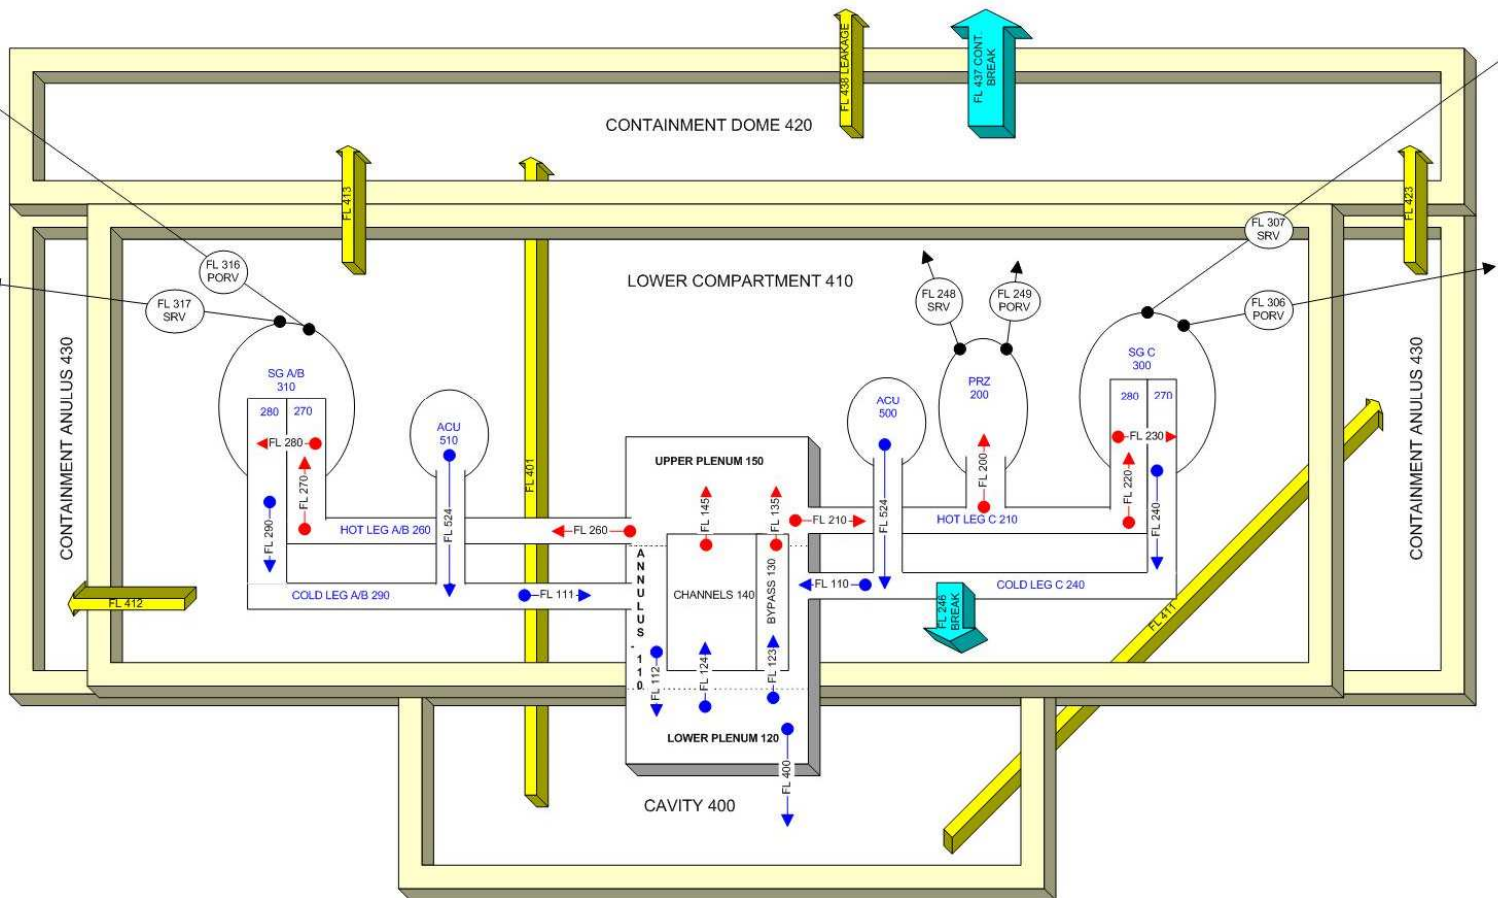 FL 438 LEAKAGE
FL 437 CONT.
BREAK
CONTAINMENT DOME 420
FL 413
FL 423
FL 307
SRV
FL 316
PORV
LOWER COMPARTMENT 410
FL 317
SRV
FL 248
SRV
FL 249
PORV
FL 306
PORV
CONTAINMENT ANULUS 430
CONTAINMENT ANULUS 430
SG A/B
310
280
270
FL 280
FL 270
FL 290
ACU
510
FL 524
FL 401
UPPER PLENUM 150
FL 145
FL 135
ACU
500
FL 524
PRZ
200
FL 200
SG C
300
280
270
FL 230
FL 220
FL 240
HOT LEG A/B 260
FL 260
FL 210
HOT LEG C 210
COLD LEG A/B 290
FL 111
ANNULUS - 110
CHANNELS 140
BYPASS 130
FL 110
COLD LEG C 240
FL 412
FL 246
BREAK
FL 411
FL 112
FL 124
FL 123
LOWER PLENUM 120
FL 400
CAVITY 400